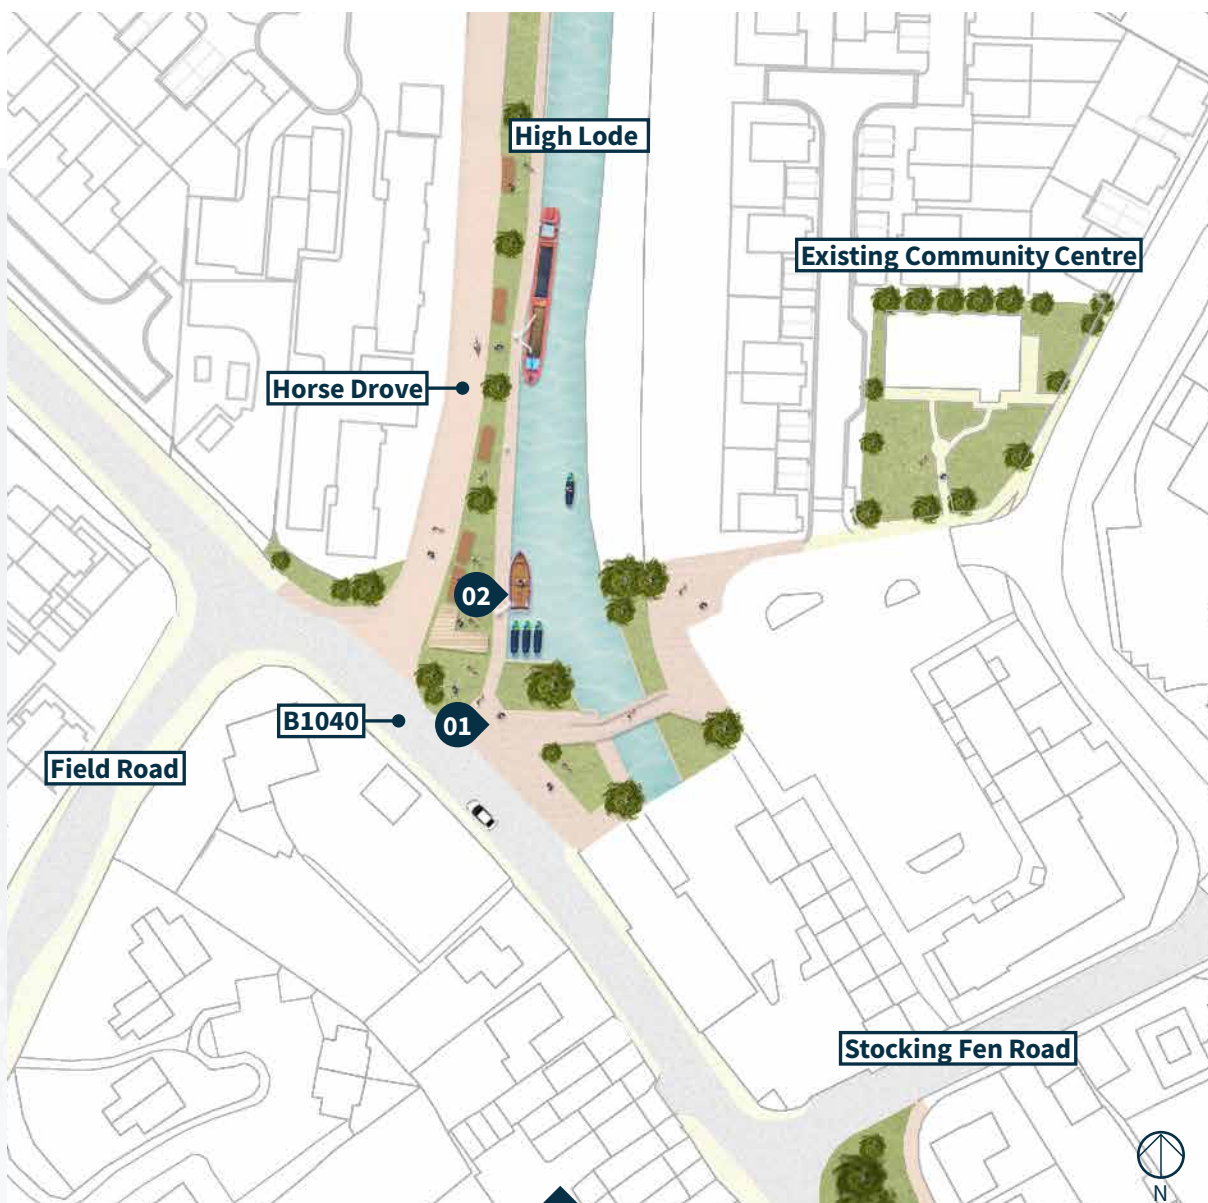 High Lode
Existing Community Centre
Horse Drove
02
B1040
01
Field Road
Stocking Fen Road
N